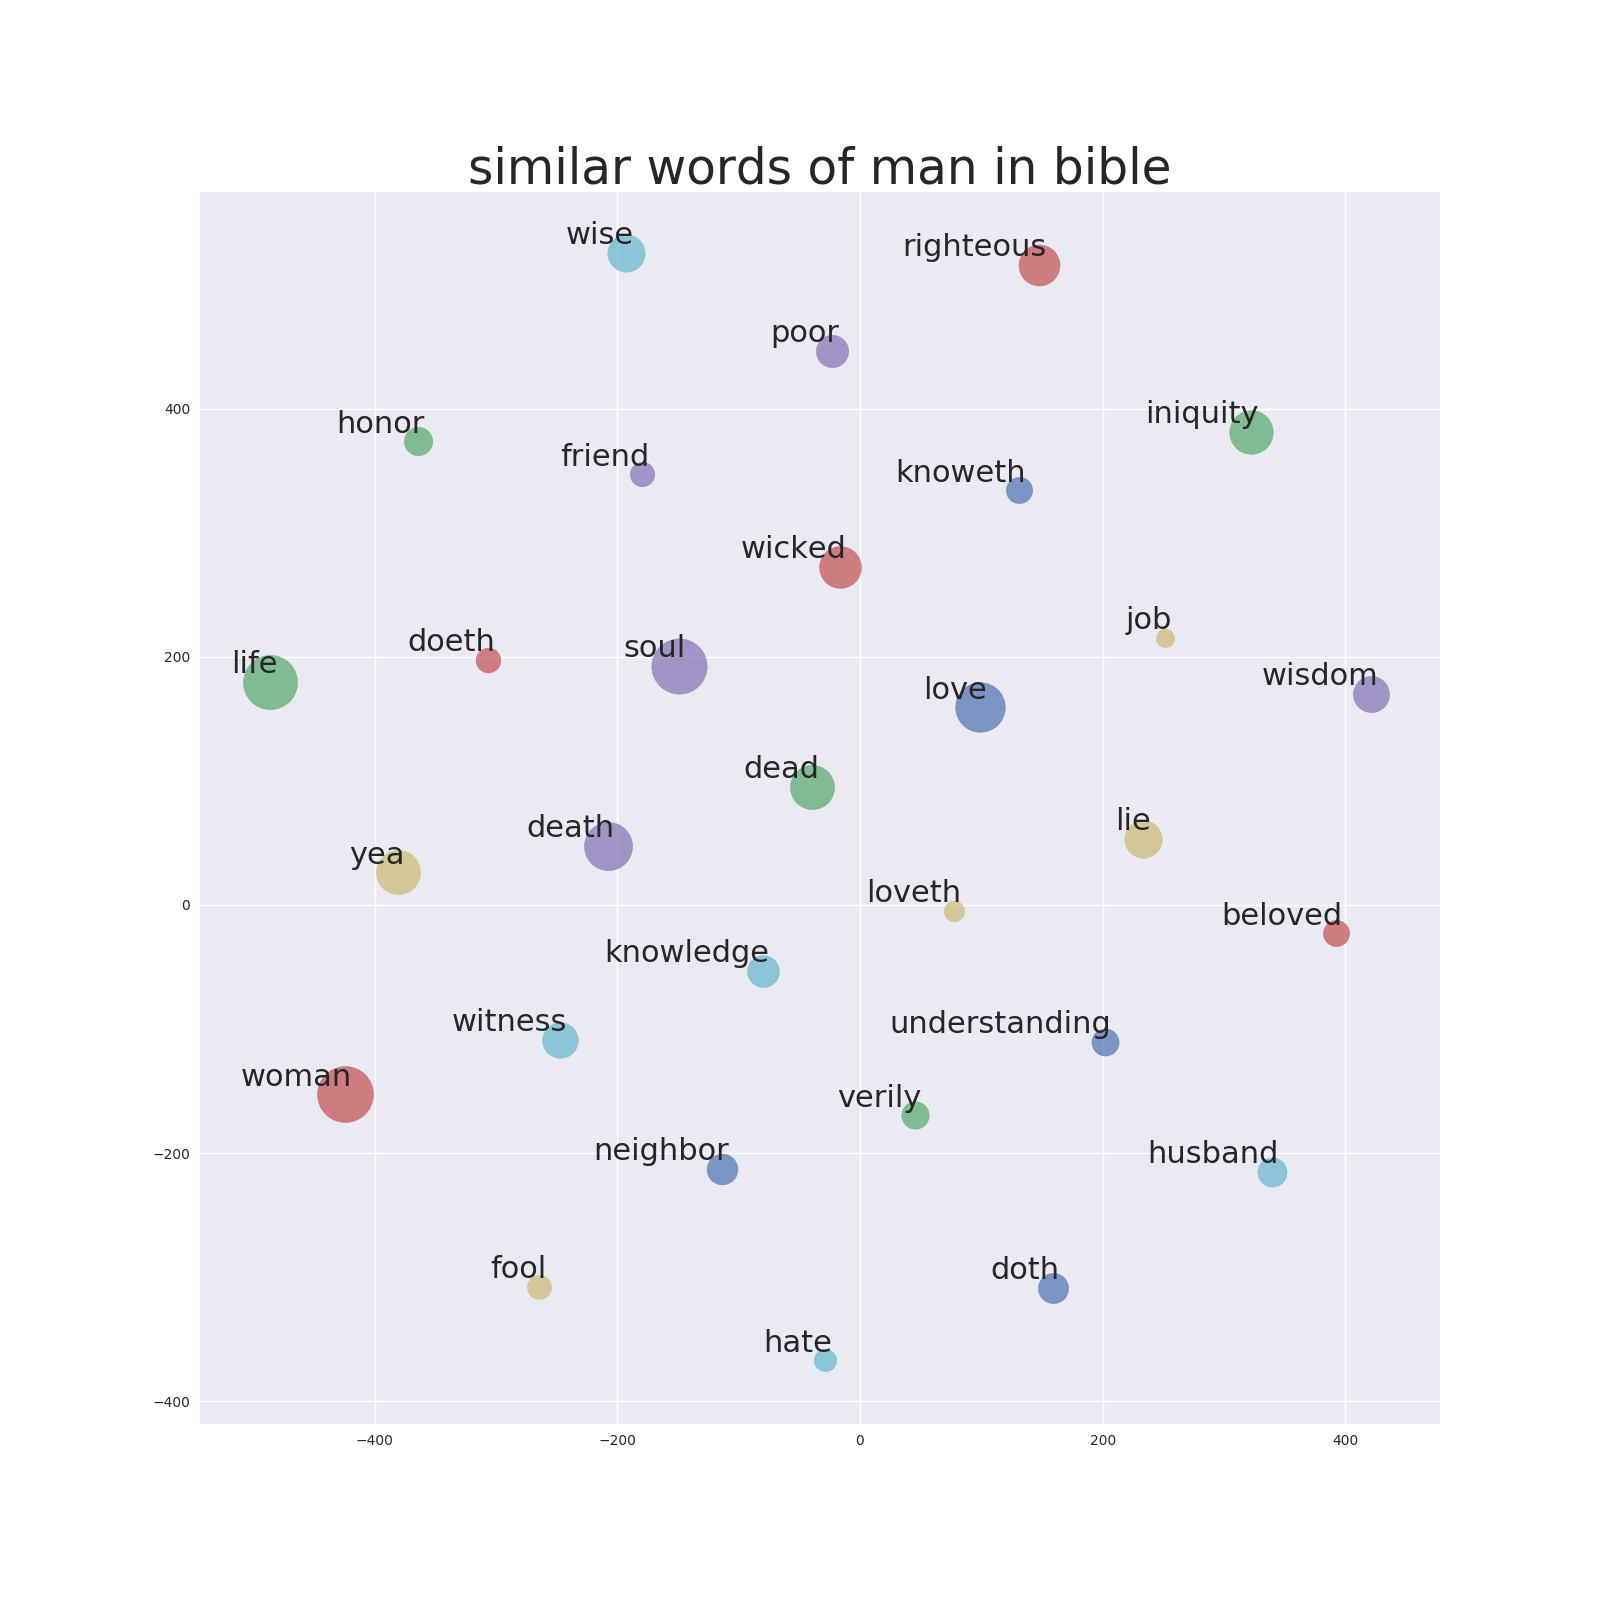 similar words of man in bible
wise
righteous
poor
400
honor
iniquity
friend
knoweth
wicked
job
doeth
soul
200
life
wisdom
love
dead
lie
death
yea
loveth
0
beloved
knowledge
witness
understanding
woman
verily
neighbor
−200
husband
fool
doth
hate
−400
−400 −200 0 200 400